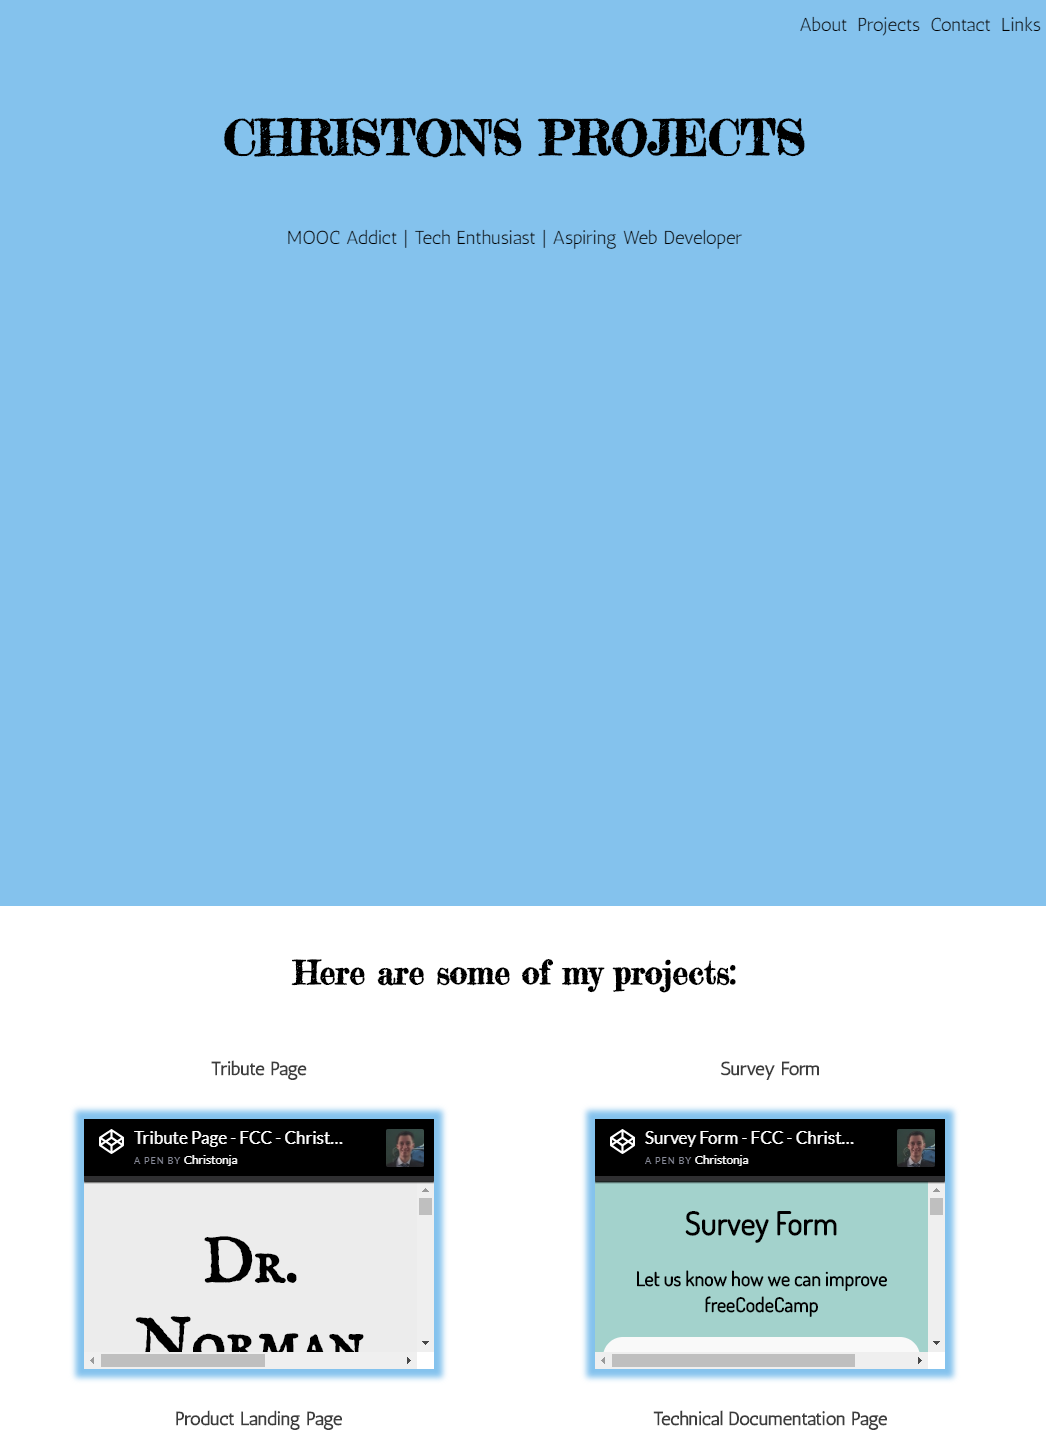 About Projects Contact Links
CHRISTON'S PROJECTS
MOOC Addict | Tech Enthusiast | Aspiring Web Developer
Here are some of my projects:
Tribute Page
Tribute Page - FCC - Christ...
A PEN BY Christonja
Dr.
Norman
Survey Form
Survey Form - FCC - Christ...
A PEN BY Christonja
Survey Form
Let us know how we can improve
freeCodeCamp
Product Landing Page
Technical Documentation Page